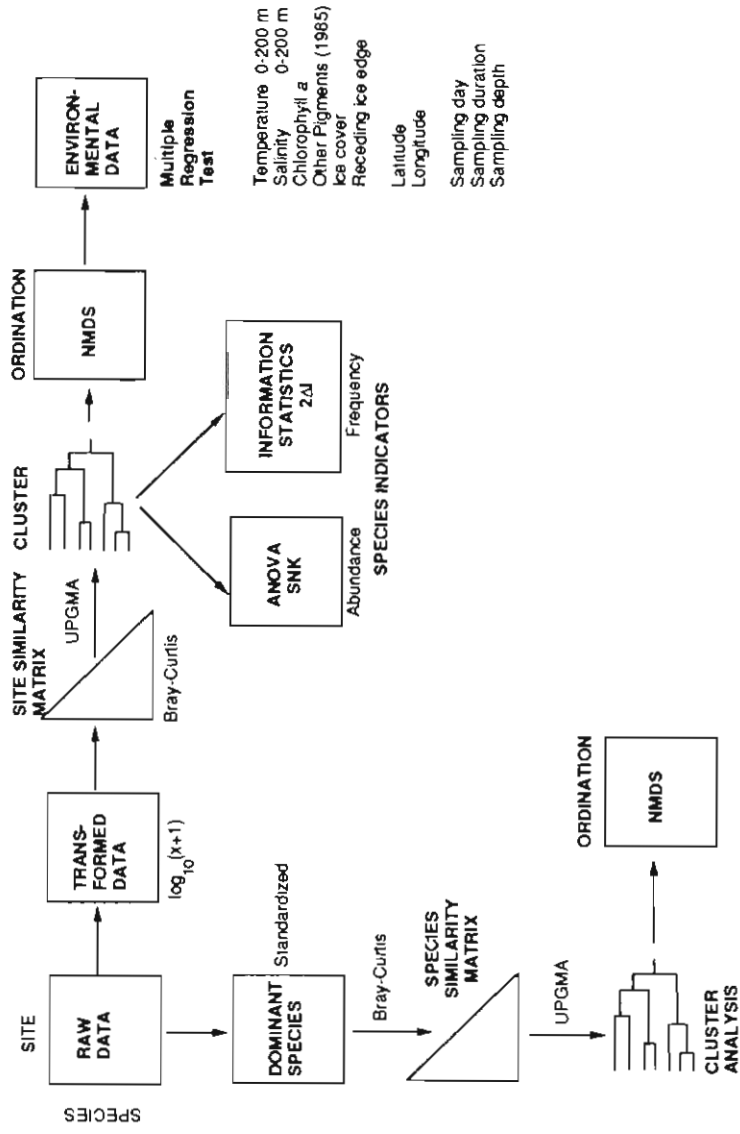 SPECIES
SITE
RAW
DATA
TRANS-
FORMED
DATA
log10(x+1)
SITE SIMILARITY
MATRIX
Bray-Curtis
UPGMA
CLUSTER
ORDINATION
NMDS
ENVIRON-
MENTAL
DATA
Multiple
Regression
Test
Temperature 0-200 m
Salinity 0-200 m
Chlorophyll a
Other Pigments (1985)
Ice cover
Receding ice edge
Latitude
Longitude
Sampling day
Sampling duration
Sampling depth
ANOVA
SNK
Abundance
INFORMATION
STATISTICS
2ΔI
Frequency
SPECIES INDICATORS
DOMINANT
SPECIES
Standardized
Bray-Curtis
SPECIES
SIMILARITY
MATRIX
UPGMA
CLUSTER
ANALYSIS
ORDINATION
NMDS